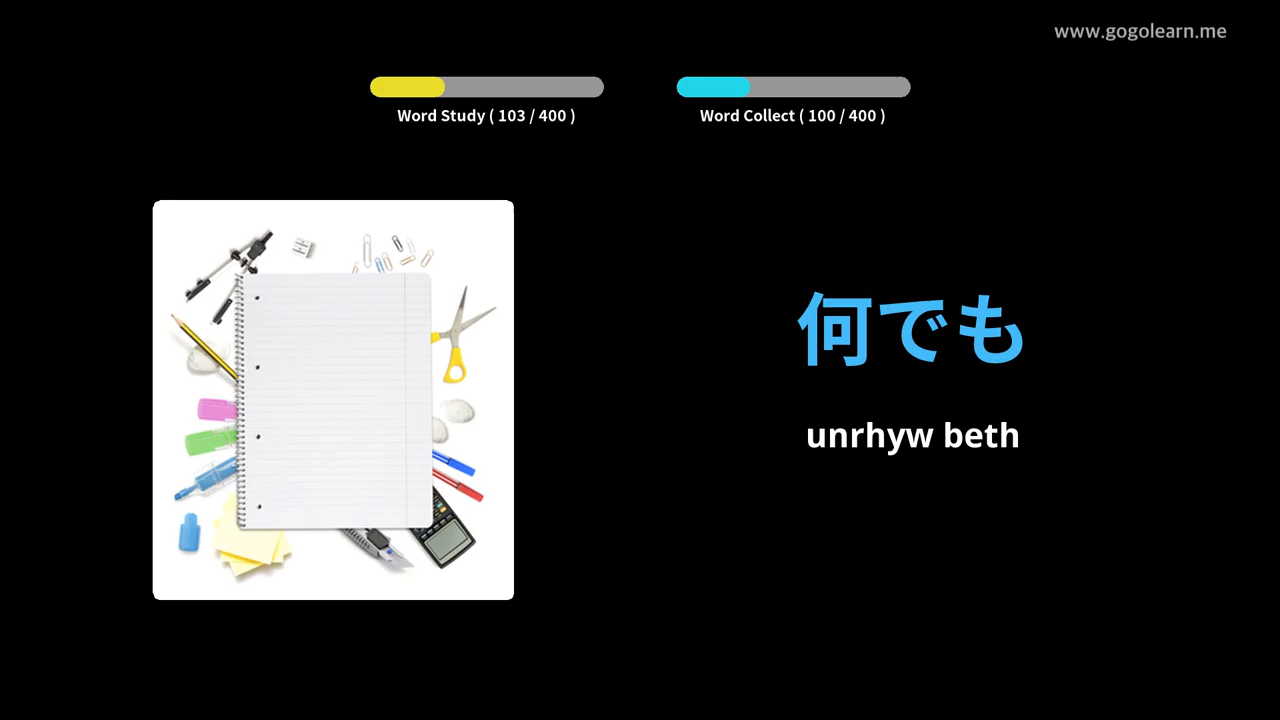 www.gogolearn.me
Word Study ( 103 / 400 )
Word Collect ( 100 / 400 )
何でも
unrhyw beth